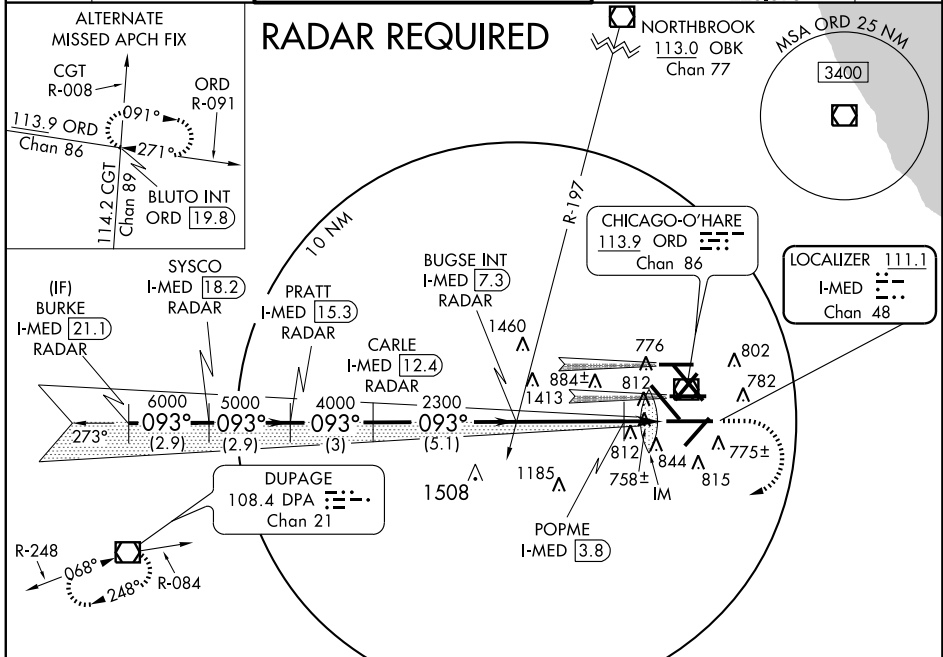 ALTERNATE
MISSED APCH FIX
CGT
R-008
ORD
R-091
091°
113.9 ORD
Chan 86
271°
114.2 CGT
Chan 89
BLUTO INT
ORD 19.8
RADAR REQUIRED
NORTHBROOK
113.0 OBK
Chan 77
MSA ORD 25 NM
3400
R-197
10 NM
CHICAGO-O'HARE
113.9 ORD
Chan 86
LOCALIZER 111.1
I-MED
Chan 48
(IF)
BURKE
I-MED 21.1
RADAR
SYSCO
I-MED 18.2
RADAR
PRATT
I-MED 15.3
RADAR
CARLE
I-MED 12.4
RADAR
BUGSE INT
I-MED 7.3
RADAR
1460
1413
884±
776
812
802
782
273°
6000
093°
(2.9)
5000
093°
(2.9)
4000
093°
(3)
2300
093°
(5.1)
812
758±
844
815
775±
IM
1508
1185
POPME
I-MED 3.8
DUPAGE
108.4 DPA
Chan 21
R-248
068°
248°
R-084